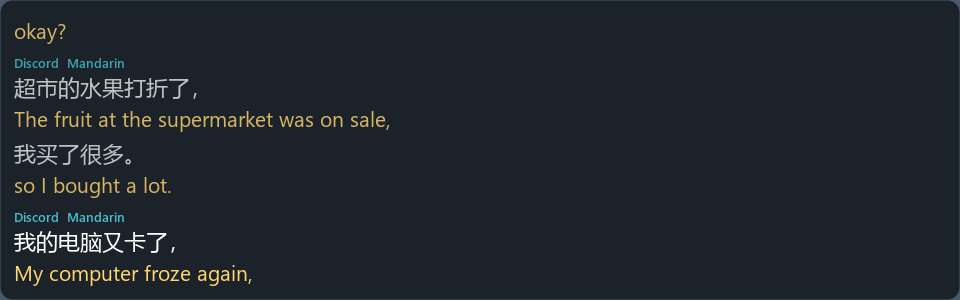 okay?
Discord Mandarin
超市的水果打折了，
The fruit at the supermarket was on sale,
我买了很多。
so I bought a lot.
Discord Mandarin
我的电脑又卡了，
My computer froze again,